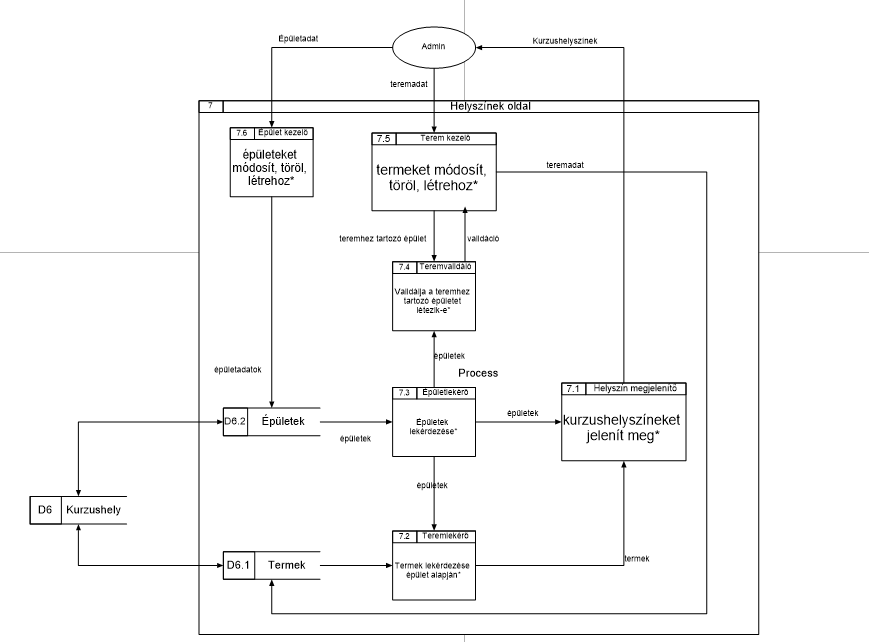 Épületadat
Admin
Kurzushelyszínek
teremadat
7
Helyszínek oldal
7.6
Épület kezelő
épületeket
módosít, töröl,
létrehoz*
7.5
Terem kezelő
termeket módosít,
töröl, létrehoz*
teremadat
teremhez tartozó épület
validáció
7.4
Teremvalidáló
Validálja a teremhez
tartozó épületet
létezik-e*
épületek
Process
épületadatok
7.3
Épületlekérő
Épületek
lekérdezése*
7.1
Helyszín megjelenítő
kurzushelyszíneket
jelenít meg*
D6.2
Épületek
épületek
épületek
épületek
D6
Kurzushely
7.2
Teremlekérő
Termek lekérdezése
épület alapján*
D6.1
Termek
termek